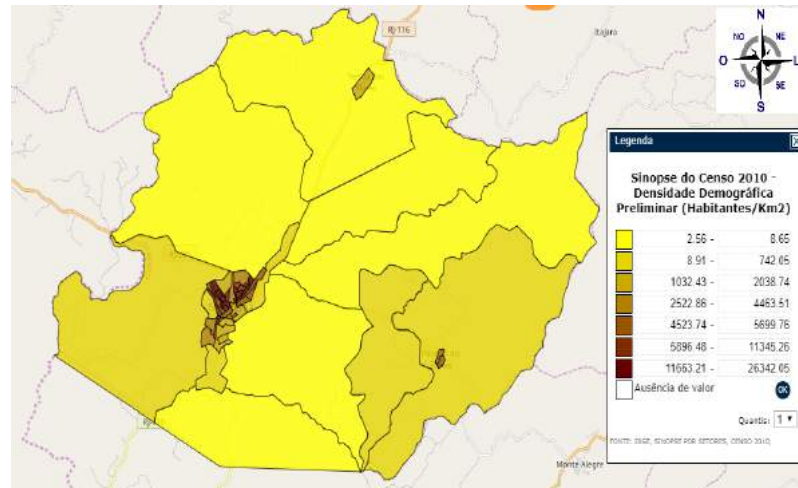 RJ 116
Itajara
N
NO NE
O L
SO SE
S
Legenda X
Sinopse do Censo 2010 -
Densidade Demográfica
Preliminar (Habitantes/Km2)
2.56 - 8.65
8.91 - 742.05
1032.43 - 2038.74
2522.86 - 4463.51
4523.74 - 5699.76
5896.48 - 11345.26
11663.21 - 26342.05
Ausência de valor OK
Quantis: 1
FONTE: IBGE, SINOPSE POR SETORES, CENSO 2010,
Monte Alegre